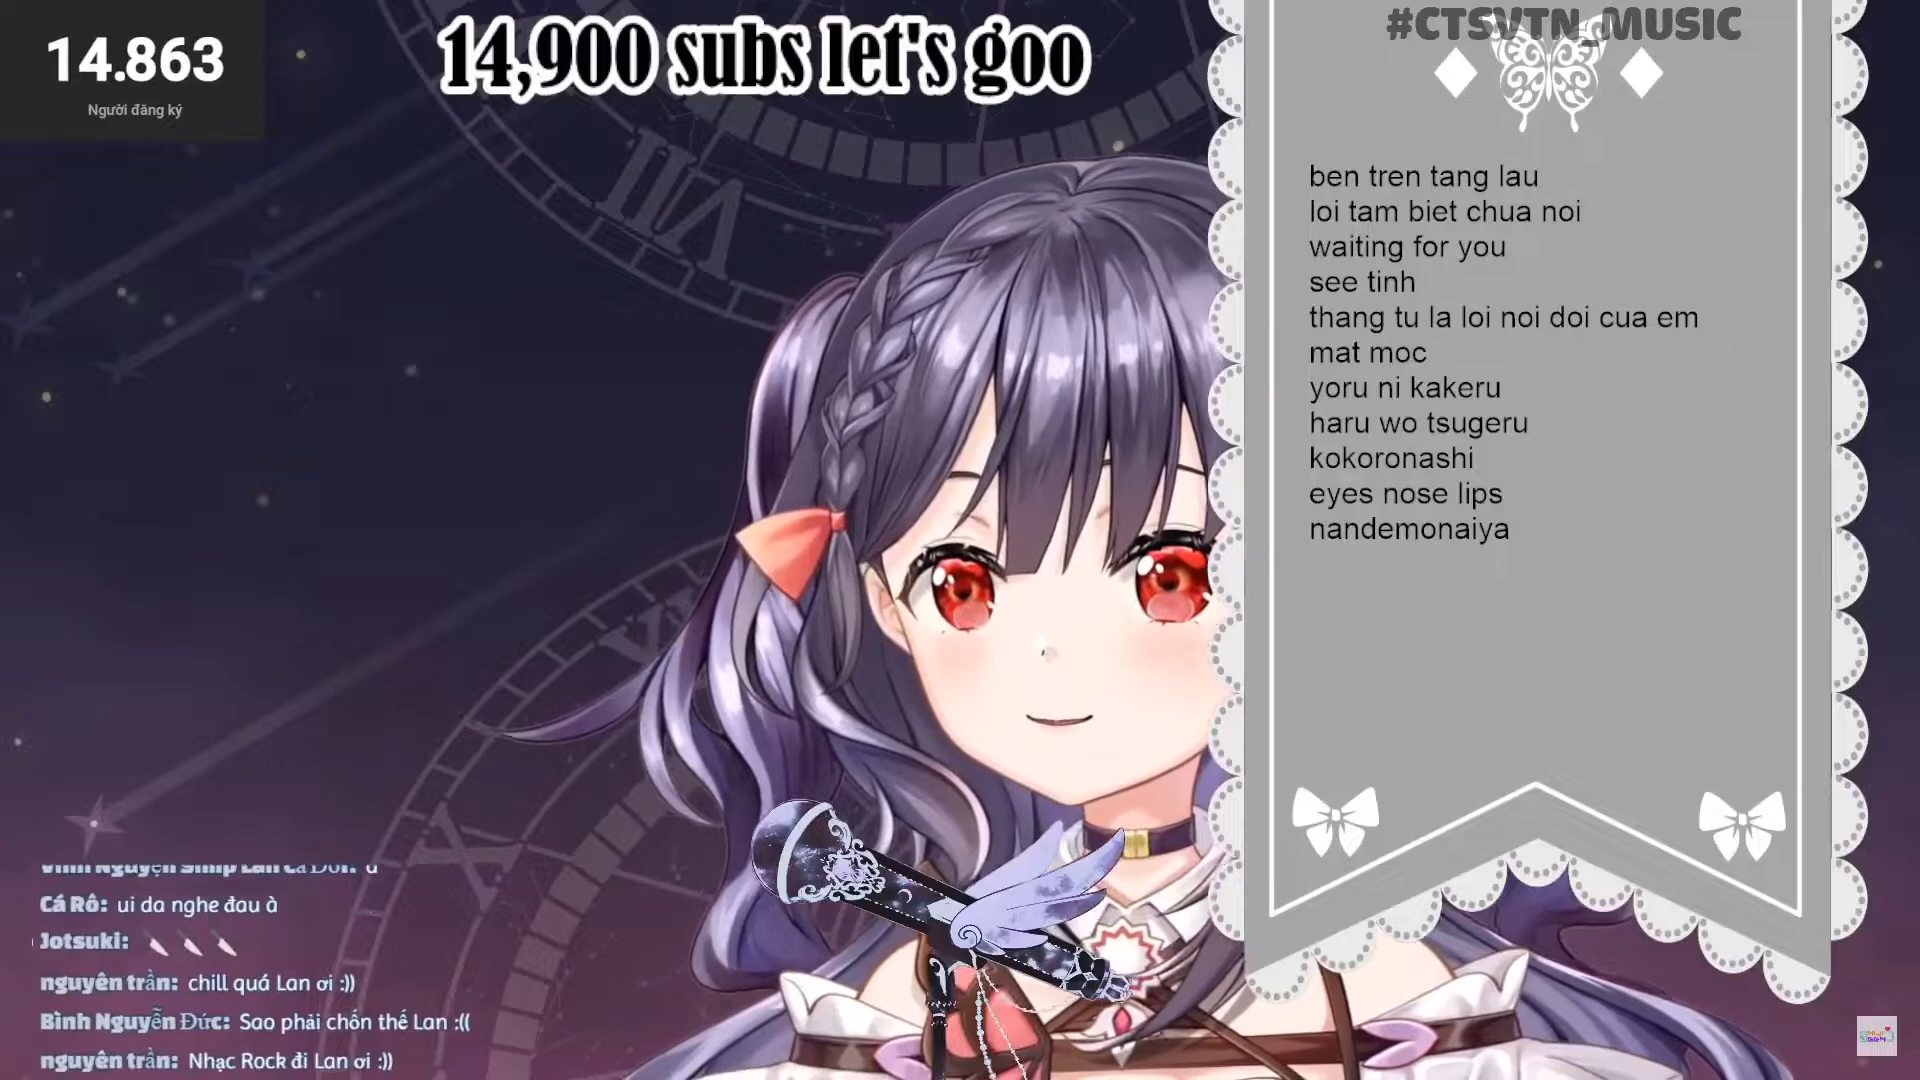 14.863
Người đăng ký
14,900 subs let's goo
#CTSVTN_MUSIC
ben tren tang lau
loi tam biet chua noi
waiting for you
see tinh
thang tu la loi noi doi cua em
mat moc
yoru ni kakeru
haru wo tsugeru
kokoronashi
eyes nose lips
nandemonaiya
Cá Rô: ui da nghe đau à
Jotsuki:
nguyên trần: chill quá Lan ơi :))
Bình Nguyễn Đức: Sao phải chốn thế Lan :((
nguyên trần: Nhạc Rock đi Lan ơi :))
VII
X